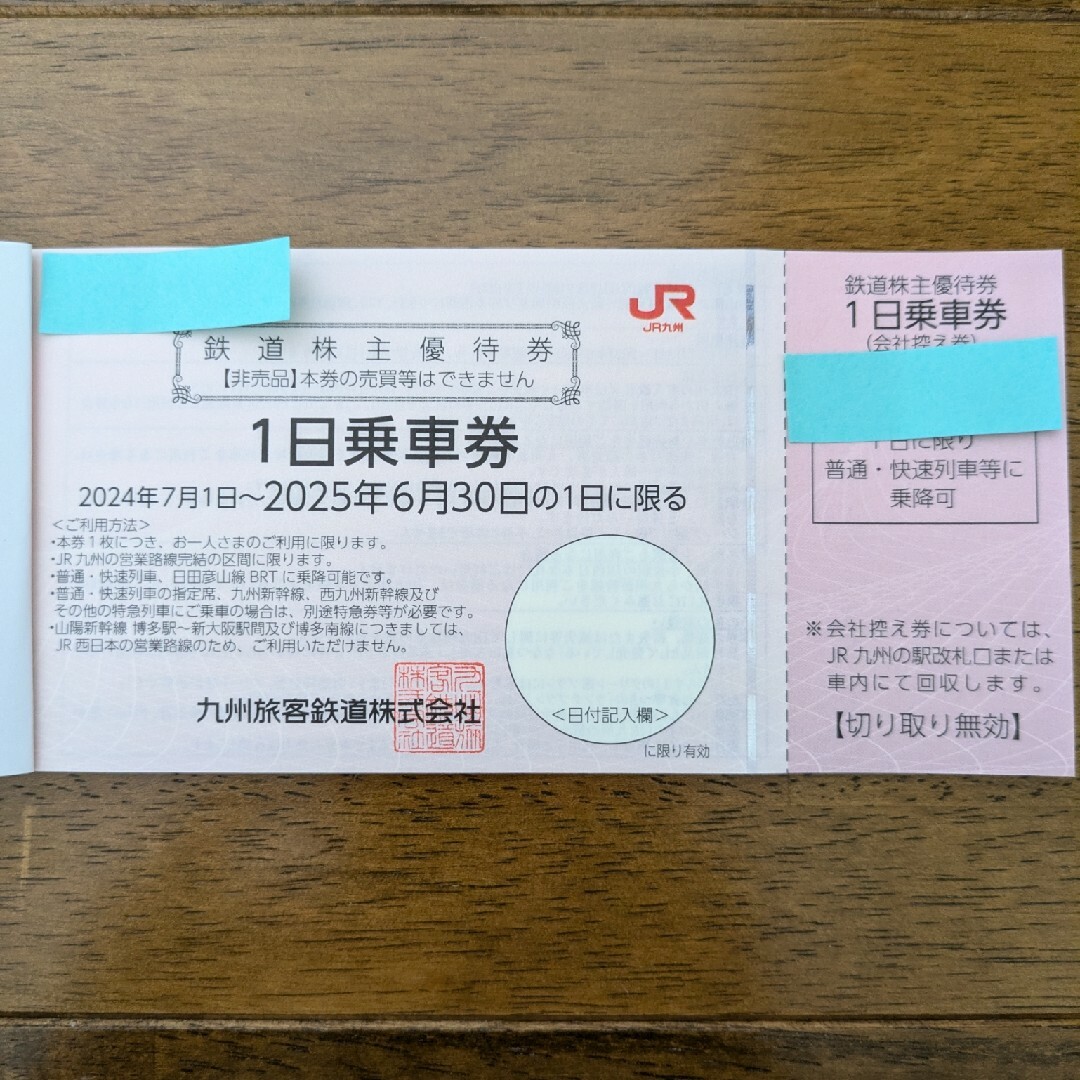 JR
JR九州
鉄道株主優待券
【非売品】本券の売買等はできません
1日乗車券
2024年7月1日～2025年6月30日の1日に限る
＜ご利用方法＞
・本券1枚につき、お一人さまのご利用に限ります。
・JR九州の営業路線完結の区間に限ります。
・普通・快速列車、日田彦山線BRTに乗降可能です。
・普通・快速列車の指定席、九州新幹線、西九州新幹線及び
その他の特急列車にご乗車の場合は、別途特急券等が必要です。
・山陽新幹線 博多駅～新大阪駅間及び博多南線につきましては、
JR西日本の営業路線のため、ご利用いただけません。
九州旅客鉄道株式会社
＜日付記入欄＞
に限り有効
鉄道株主優待券
1日乗車券
(会社控え券)
1日に限り
普通・快速列車等に
乗降可
※会社控え券については、
JR九州の駅改札口または
車内にて回収します。
【切り取り無効】